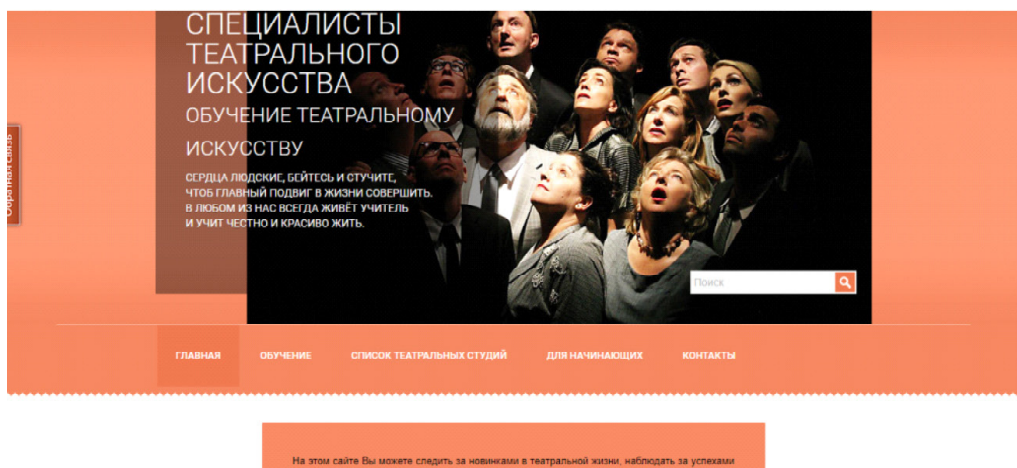 СПЕЦИАЛИСТЫ
ТЕАТРАЛЬНОГО
ИСКУССТВА
ОБУЧЕНИЕ ТЕАТРАЛЬНОМУ
ИСКУССТВУ
СЕРДЦА ЛЮДСКИЕ, БЕЙТЕСЬ И СТУЧИТЕ,
ЧТОБ ГЛАВНЫЙ ПОДВИГ В ЖИЗНИ СОВЕРШИТЬ.
В ЛЮБОМ ИЗ НАС ВСЕГДА ЖИВЁТ УЧИТЕЛЬ
И УЧИТ ЧЕСТНО И КРАСИВО ЖИТЬ.
Обратная связь
Поиск
ГЛАВНАЯ ОБУЧЕНИЕ СПИСОК ТЕАТРАЛЬНЫХ СТУДИЙ ДЛЯ НАЧИНАЮЩИХ КОНТАКТЫ
На этом сайте Вы можете следить за новинками в театральной жизни, наблюдать за успехами